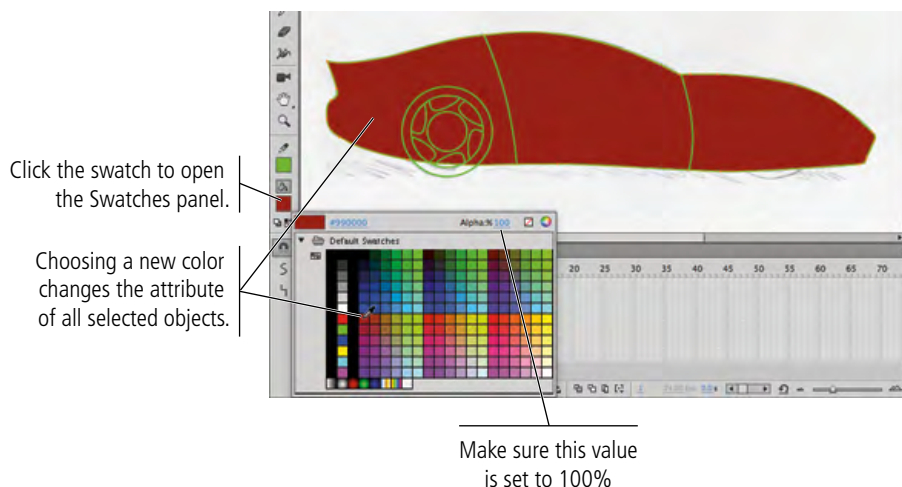 Click the swatch to open
the Swatches panel.
#990000
Alpha:% 100
Default Swatches
Choosing a new color
changes the attribute
of all selected objects.
20 25 30 35 40 45 50 55 60 65 70
Make sure this value
is set to 100%